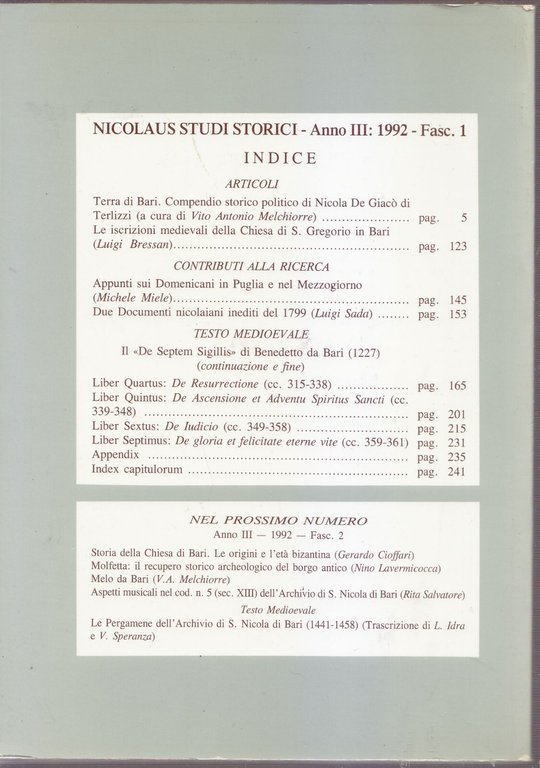 NICOLAUS STUDI STORICI - Anno III: 1992 - Fasc. 1
INDICE
ARTICOLI
Terra di Bari. Compendio storico politico di Nicola De Giacò di
Terlizzi (a cura di Vito Antonio Melchiorre) ...................... pag. 5
Le iscrizioni medievali della Chiesa di S. Gregorio in Bari
(Luigi Bressan)........................................................... pag. 123
CONTRIBUTI ALLA RICERCA
Appunti sui Domenicani in Puglia e nel Mezzogiorno
(Michele Miele)........................................................... pag. 145
Due Documenti nicolaiani inediti del 1799 (Luigi Sada) ........ pag. 153
TESTO MEDIOEVALE
Il «De Septem Sigillis» di Benedetto da Bari (1227)
(continuazione e fine)
Liber Quartus: De Resurrectione (cc. 315-338) .................. pag. 165
Liber Quintus: De Ascensione et Adventu Spiritus Sancti (cc.
339-348) .................................................................. pag. 201
Liber Sextus: De Iudicio (cc. 349-358) ............................ pag. 215
Liber Septimus: De gloria et felicitate eterne vite (cc. 359-361) pag. 231
Appendix ................................................................. pag. 235
Index capitulorum ....................................................... pag. 241
NEL PROSSIMO NUMERO
Anno III — 1992 — Fasc. 2
Storia della Chiesa di Bari. Le origini e l'età bizantina (Gerardo Cioffari)
Molfetta: il recupero storico archeologico del borgo antico (Nino Lavermicocca)
Melo da Bari (V.A. Melchiorre)
Aspetti musicali nel cod. n. 5 (sec. XIII) dell'Archivio di S. Nicola di Bari (Rita Salvatore)
Testo Medioevale
Le Pergamene dell'Archivio di S. Nicola di Bari (1441-1458) (Trascrizione di L. Idra
e V. Speranza)